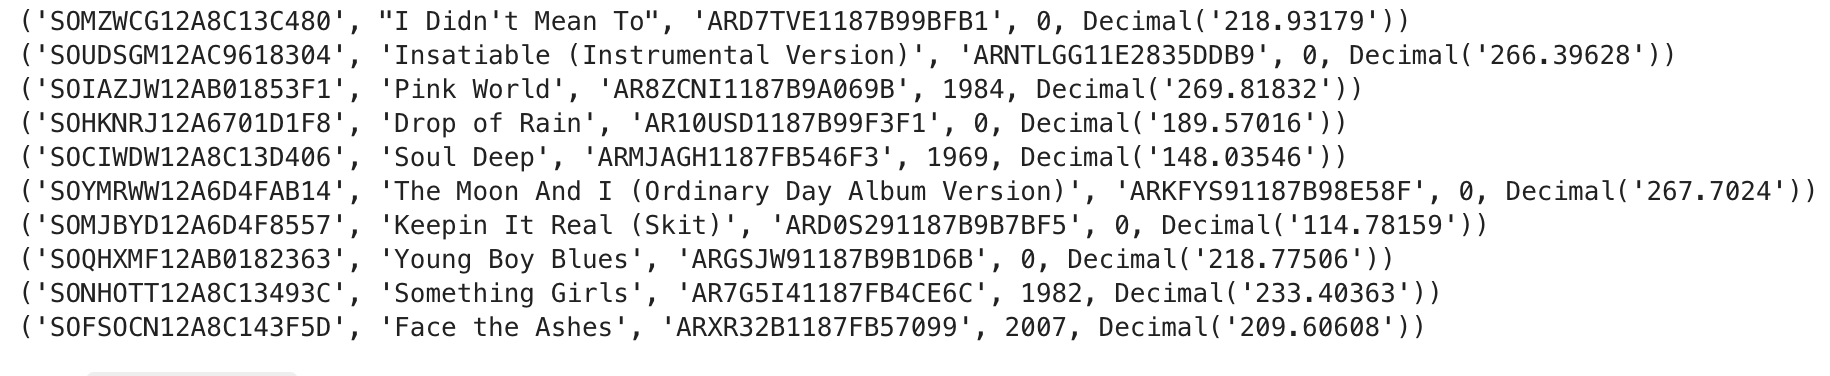 ('SOMZWCG12A8C13C480', "I Didn't Mean To", 'ARD7TVE1187B99BFB1', 0, Decimal('218.93179'))
('SOUDSGM12AC9618304', 'Insatiable (Instrumental Version)', 'ARNTLGG11E2835DDB9', 0, Decimal('266.39628'))
('SOIAZJW12AB01853F1', 'Pink World', 'AR8ZCNI1187B9A069B', 1984, Decimal('269.81832'))
('SOHKNRJ12A6701D1F8', 'Drop of Rain', 'AR10USD1187B99F3F1', 0, Decimal('189.57016'))
('SOCIWDW12A8C13D406', 'Soul Deep', 'ARMJAGH1187FB546F3', 1969, Decimal('148.03546'))
('SOYMRWW12A6D4FAB14', 'The Moon And I (Ordinary Day Album Version)', 'ARKFYS91187B98E58F', 0, Decimal('267.7024'))
('SOMJBYD12A6D4F8557', 'Keepin It Real (Skit)', 'ARD0S291187B9B7BF5', 0, Decimal('114.78159'))
('SOQHXMF12AB0182363', 'Young Boy Blues', 'ARGSJW91187B9B1D6B', 0, Decimal('218.77506'))
('SONHOTT12A8C13493C', 'Something Girls', 'AR7G5I41187FB4CE6C', 1982, Decimal('233.40363'))
('SOFSOCN12A8C143F5D', 'Face the Ashes', 'ARXR32B1187FB57099', 2007, Decimal('209.60608'))